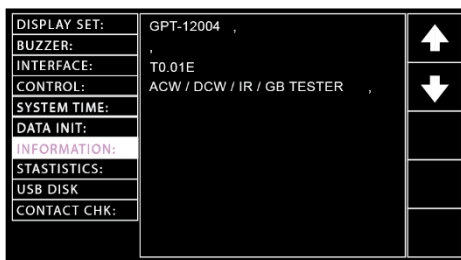 DISPLAY SET:
BUZZER:
INTERFACE:
CONTROL:
SYSTEM TIME:
DATA INIT:
INFORMATION:
STASTISTICS:
USB DISK
CONTACT CHK:
GPT-12004 ,
,
T0.01E
ACW / DCW / IR / GB TESTER ,